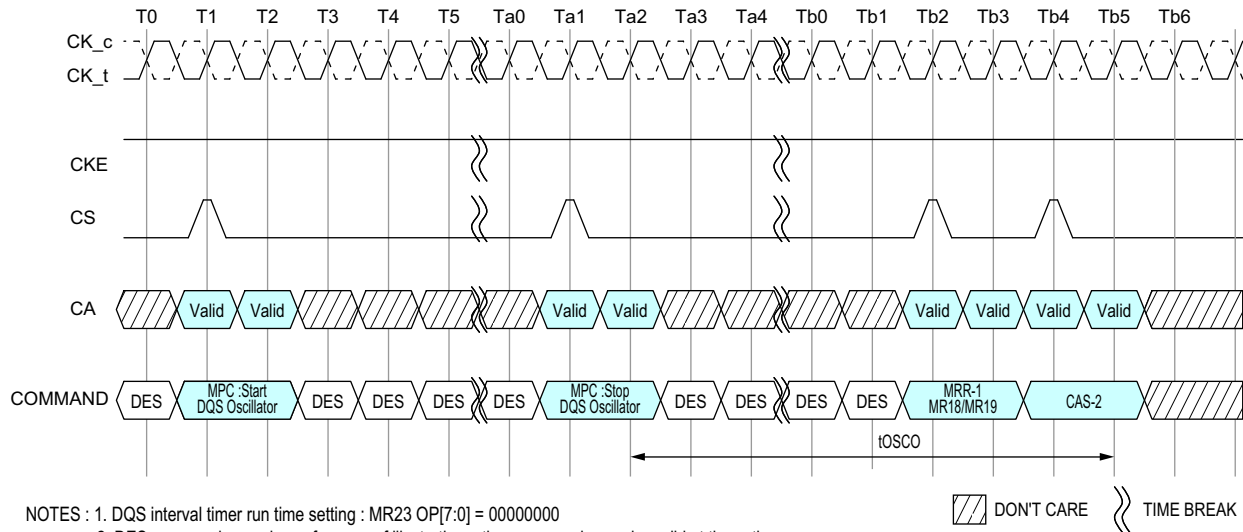 T0 T1 T2 T3 T4 T5 Ta0 Ta1 Ta2 Ta3 Ta4 Tb0 Tb1 Tb2 Tb3 Tb4 Tb5 Tb6
CK_c
CK_t
CKE
CS
CA Valid Valid Valid Valid Valid Valid Valid Valid
COMMAND DES MPC :Start DQS Oscillator DES DES DES DES MPC :Stop DQS Oscillator DES DES DES DES MRR-1 MR18/MR19 CAS-2
tOSCO
NOTES : 1. DQS interval timer run time setting : MR23 OP[7:0] = 00000000
DON'T CARE TIME BREAK